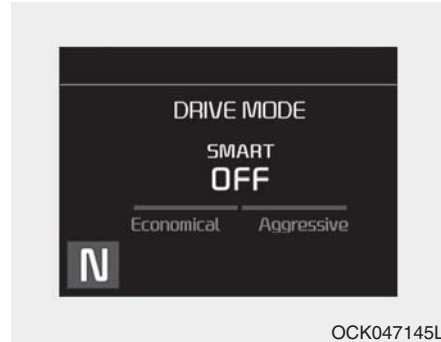 DRIVE MODE
SMART
OFF
Economical Aggressive
N
OCK047145L